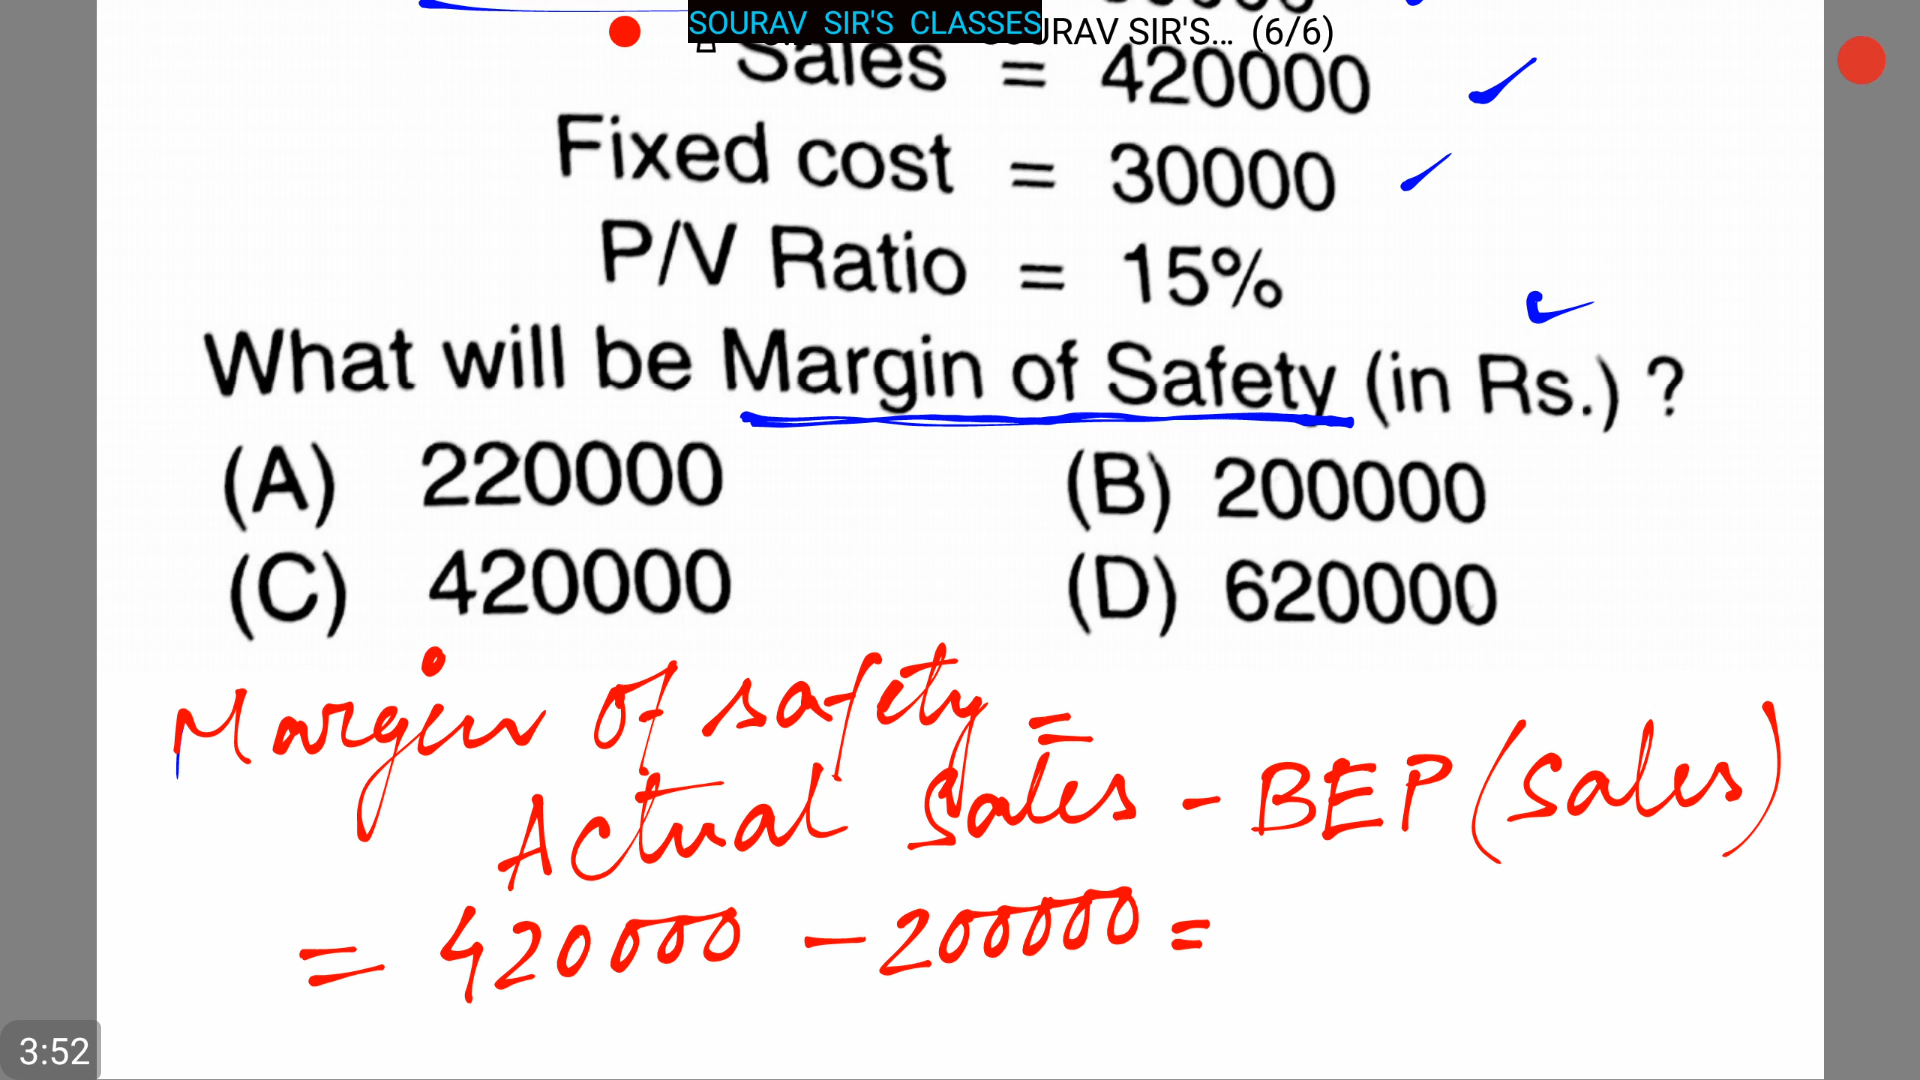 SOURAV SIR'S CLASSES
URAV SIR'S... (6/6)
Sales = 420000
Fixed cost = 30000
P/V Ratio = 15%
What will be Margin of Safety (in Rs.) ?
(A) 220000 (B) 200000
(C) 420000 (D) 620000
Margin of safety =
Actual Sales - BEP (Sales)
= 420000 - 200000 =
3:52